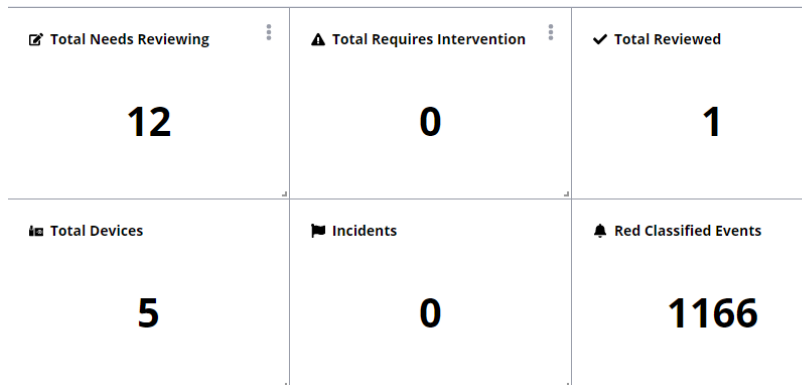 Total Needs Reviewing
Total Requires Intervention
Total Reviewed
12
0
1
Total Devices
Incidents
Red Classified Events
5
0
1166